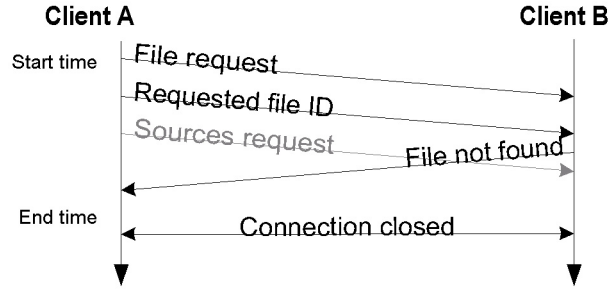 Client A
Client B
Start time
File request
Requested file ID
Sources request
File not found
End time
Connection closed